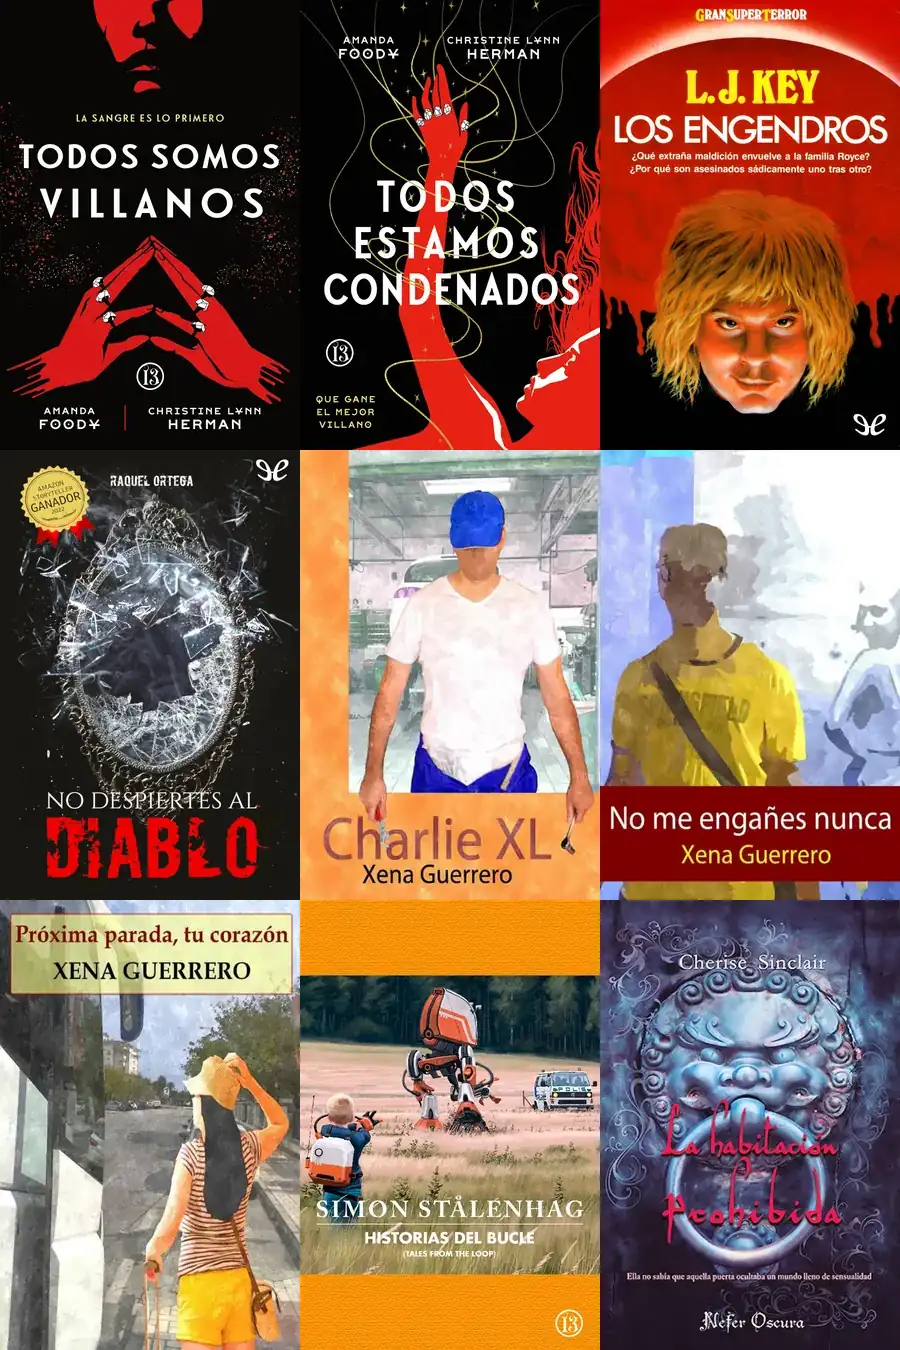 LA SANGRE ES LO PRIMERO
TODOS SOMOS
VILLANOS
13
AMANDA
FOODY
CHRISTINE LYNN
HERMAN
AMANDA
FOODY
CHRISTINE LYNN
HERMAN
TODOS
ESTAMOS
CONDENADOS
13
QUE GANE
EL MEJOR
VILLANO
GRANSUPERTERROR
L. J. KEY
LOS ENGENDROS
¿Qué extraña maldición envuelve a la familia Royce?
¿Por qué son asesinados sádicamente uno tras otro?
AMAZON
STORYTELLER
GANADOR
2022
RAQUEL ORTEGA
NO DESPIERTES AL
DIABLO
Charlie XL
Xena Guerrero
No me engañes nunca
Xena Guerrero
Próxima parada, tu corazón
XENA GUERRERO
POLIS
SIMON STÅLENHAG
HISTORIAS DEL BUCLE
(TALES FROM THE LOOP)
13
Cherise Sinclair
La habitación
Prohibida
Ella no sabía que aquella puerta ocultaba un mundo lleno de sensualidad
Nefer Oscura